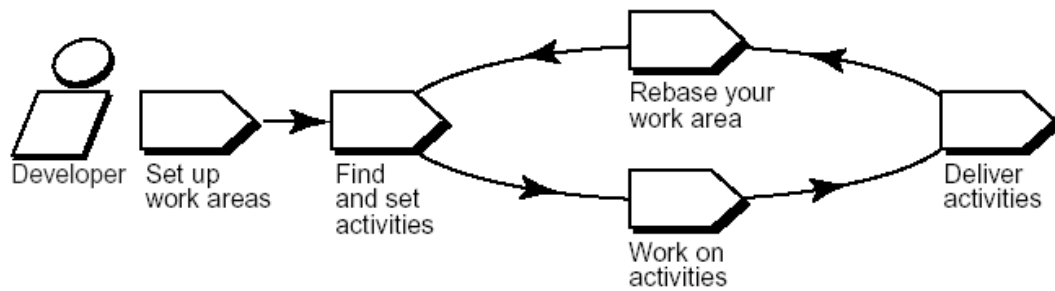 Developer
Set up
work areas
Find
and set
activities
Rebase your
work area
Work on
activities
Deliver
activities